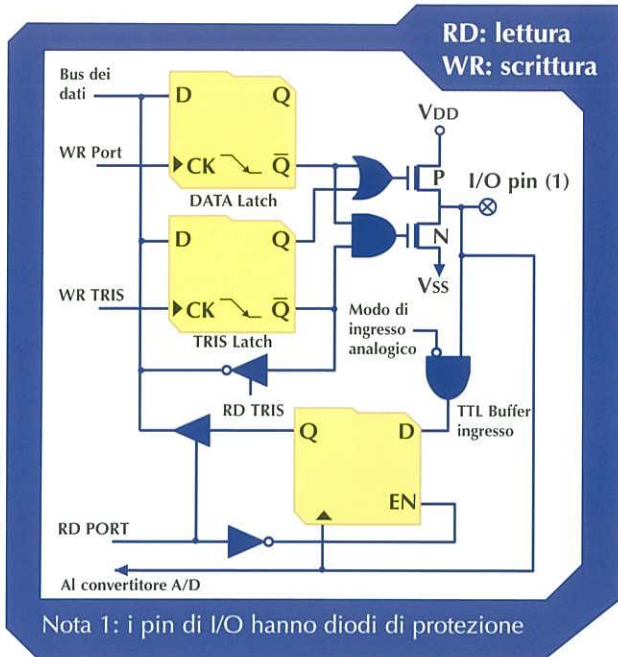 RD: lettura
WR: scrittura
Bus dei
dati
D
Q
VDD
WR Port
CK
Q
P
I/O pin (1)
DATA Latch
D
Q
N
VSS
WR TRIS
CK
Q
Modo di
ingresso
analogico
TRIS Latch
RD TRIS
TTL Buffer
ingresso
Q
D
EN
RD PORT
Al convertitore A/D
Nota 1: i pin di I/O hanno diodi di protezione